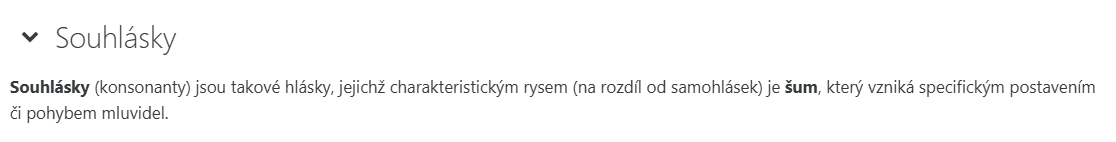 Souhlásky
Souhlásky (konsonanty) jsou takové hlásky, jejichž charakteristickým rysem (na rozdíl od samohlásek) je šum, který vzniká specifickým postavením
či pohybem mluvidel.